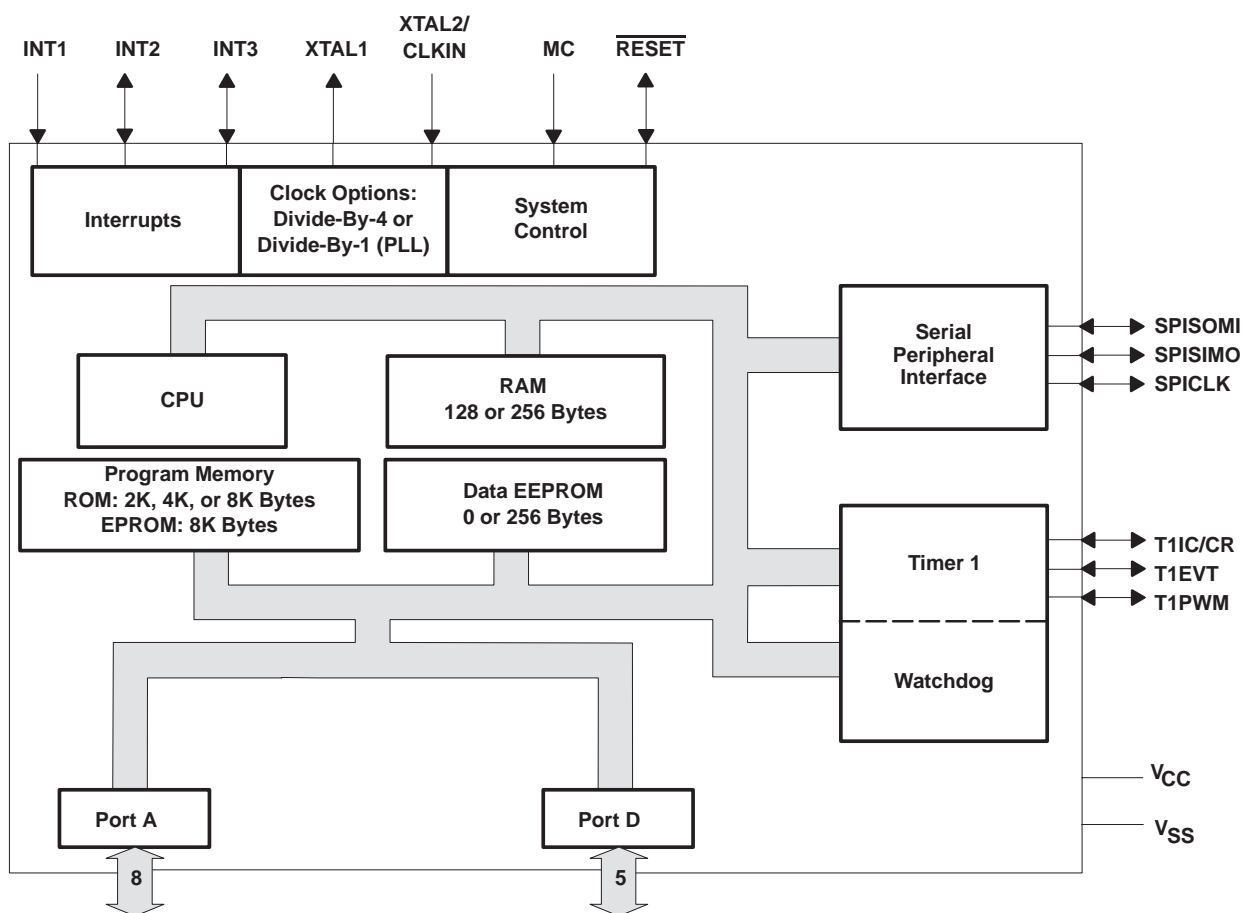 INT1
INT2
INT3
XTAL1
XTAL2/
CLKIN
MC
RESET
Interrupts
Clock Options:
Divide-By-4 or
Divide-By-1 (PLL)
System
Control
Serial
Peripheral
Interface
SPISOMI
SPISIMO
SPICLK
CPU
RAM
128 or 256 Bytes
Program Memory
ROM: 2K, 4K, or 8K Bytes
EPROM: 8K Bytes
Data EEPROM
0 or 256 Bytes
Timer 1
T1IC/CR
T1EVT
T1PWM
Watchdog
VCC
VSS
Port A
Port D
8
5